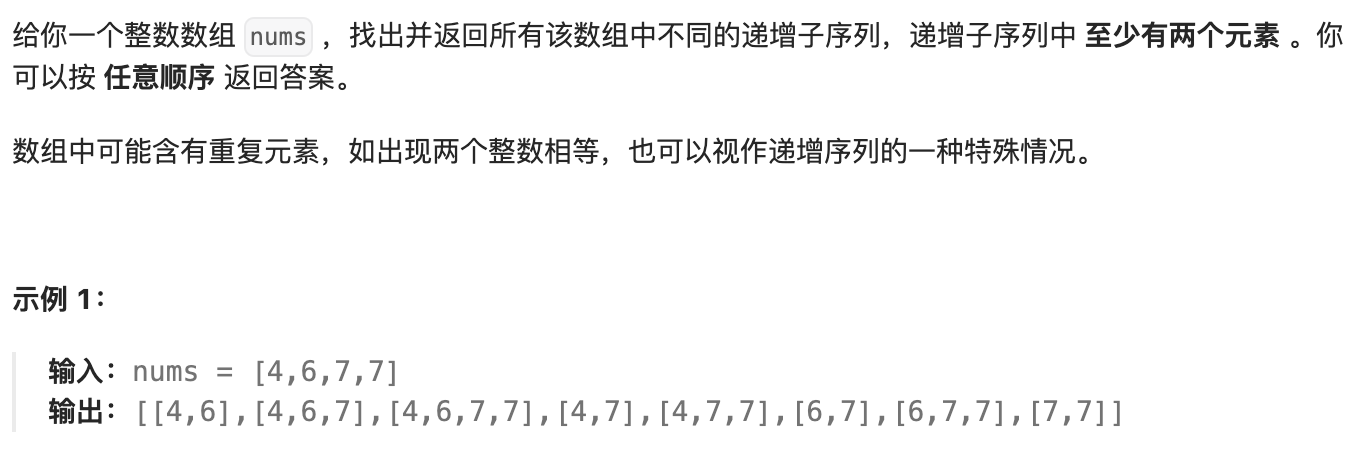 给你一个整数数组 nums ，找出并返回所有该数组中不同的递增子序列，递增子序列中 至少有两个元素 。你
可以按 任意顺序 返回答案。
数组中可能含有重复元素，如出现两个整数相等，也可以视作递增序列的一种特殊情况。
示例 1：
输入：nums = [4,6,7,7]
输出：[[4,6],[4,6,7],[4,6,7,7],[4,7],[4,7,7],[6,7],[6,7,7],[7,7]]